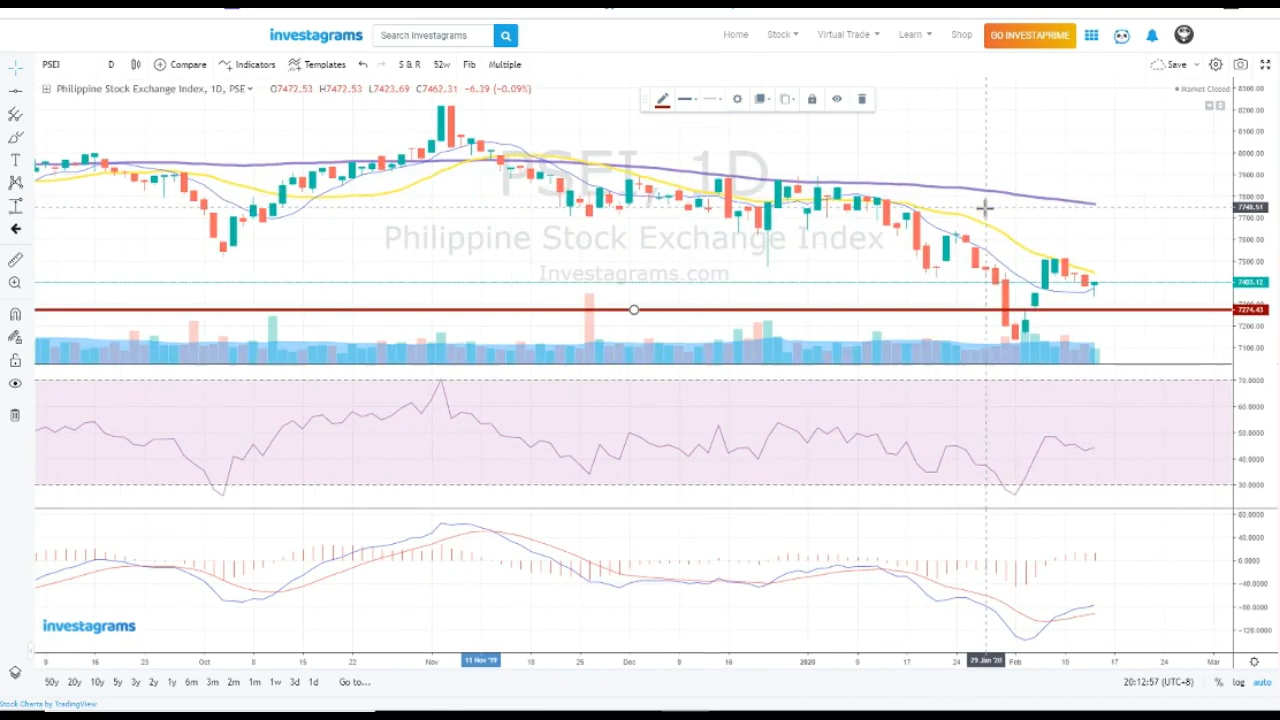 investagrams Search Investagrams Home Stock Virtual Trade Learn Shop GO INVESTAPRIME
PSEI D Compare Indicators Templates S & R 52w Fib Multiple Save
Philippine Stock Exchange Index, 1D, PSE O7472.53 H7472.53 L7423.69 C7462.31 −6.39 (−0.09%)
Market Closed
8300.00
8200.00
8100.00
8000.00
7900.00
7800.00
7748.51
7700.00
7600.00
7500.00
7403.12
7274.43
7200.00
7100.00
PSEI, 1D
Philippine Stock Exchange Index
Investagrams.com
70.0000
60.0000
50.0000
40.0000
30.0000
80.0000
40.0000
0.0000
−40.0000
−80.0000
−120.0000
investagrams
9 16 23 Oct 8 15 22 Nov 11 Nov '19 18 25 Dec 9 16 2020 9 17 24 29 Jan '20 Feb 10 17 24 Mar
50y 20y 10y 5y 3y 2y 1y 6m 3m 2m 1m 1w 3d 1d Go to... 20:12:57 (UTC−8) % log auto
Stock Charts by TradingView